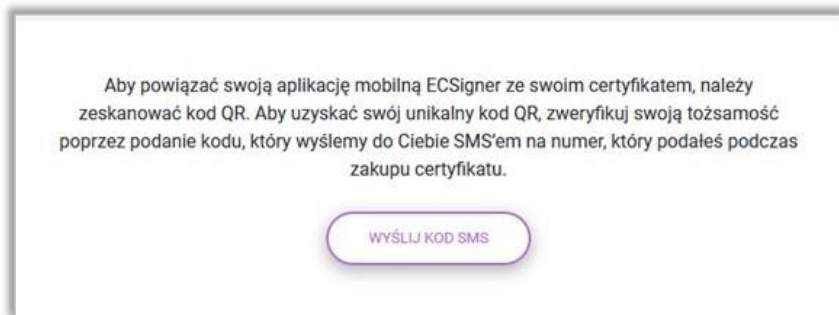 Aby powiązać swoją aplikację mobilną ECSigner ze swoim certyfikatem, należy
zeskanować kod QR. Aby uzyskać swój unikalny kod QR, zweryfikuj swoją tożsamość
poprzez podanie kodu, który wyślemy do Ciebie SMS'em na numer, który podałeś podczas
zakupu certyfikatu.
WYŚLIJ KOD SMS